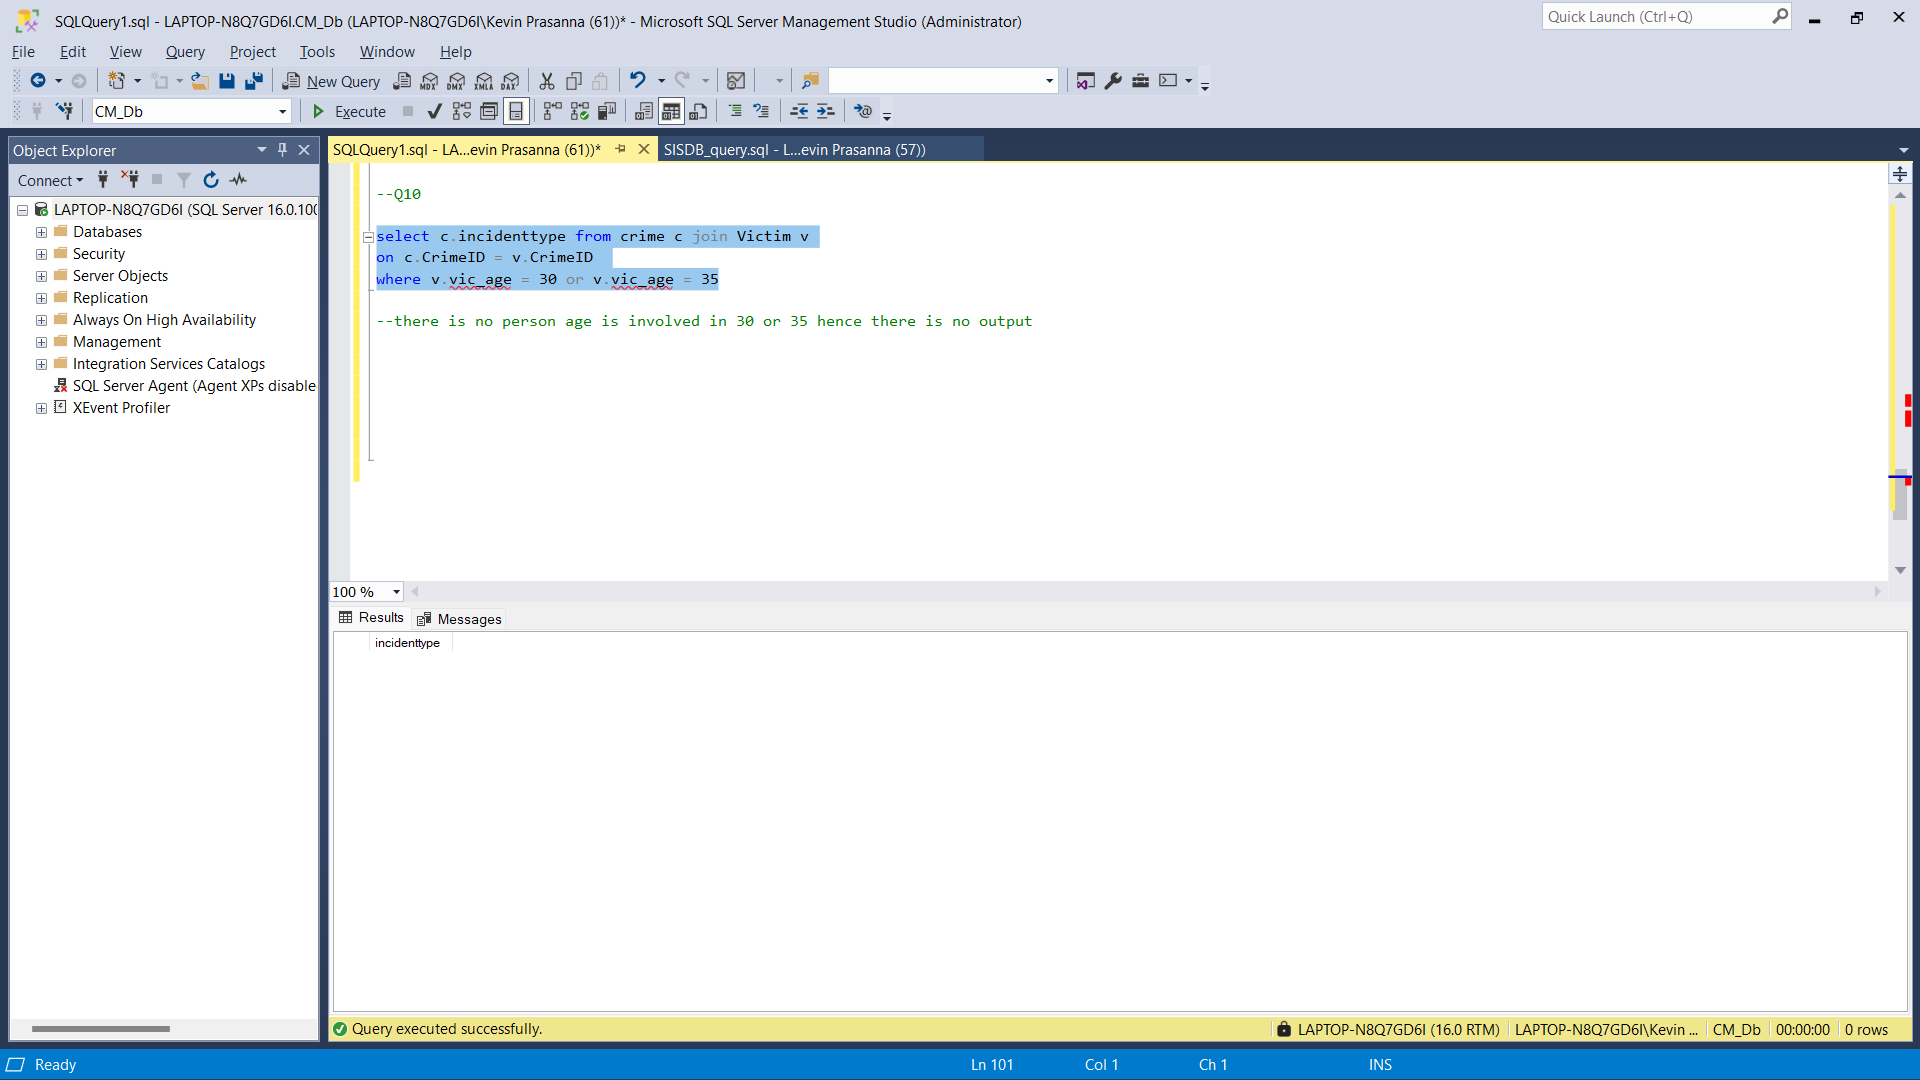 SQLQuery1.sql - LAPTOP-N8Q7GD6I.CM_Db (LAPTOP-N8Q7GD6I\Kevin Prasanna (61))* - Microsoft SQL Server Management Studio (Administrator)
Quick Launch (Ctrl+Q)
File Edit View Query Project Tools Window Help
New Query MDX DMX XMLA DAX
CM_Db Execute
Object Explorer
SQLQuery1.sql - LA...evin Prasanna (61))* SISDB_query.sql - L...evin Prasanna (57))
Connect
LAPTOP-N8Q7GD6I (SQL Server 16.0.100
Databases
Security
Server Objects
Replication
Always On High Availability
Management
Integration Services Catalogs
SQL Server Agent (Agent XPs disable
XEvent Profiler
--Q10
select c.incidenttype from crime c join Victim v
on c.CrimeID = v.CrimeID
where v.vic_age = 30 or v.vic_age = 35
--there is no person age is involved in 30 or 35 hence there is no output
100 %
Results Messages
incidenttype
Query executed successfully. LAPTOP-N8Q7GD6I (16.0 RTM) LAPTOP-N8Q7GD6I\Kevin ... CM_Db 00:00:00 0 rows
Ready Ln 101 Col 1 Ch 1 INS